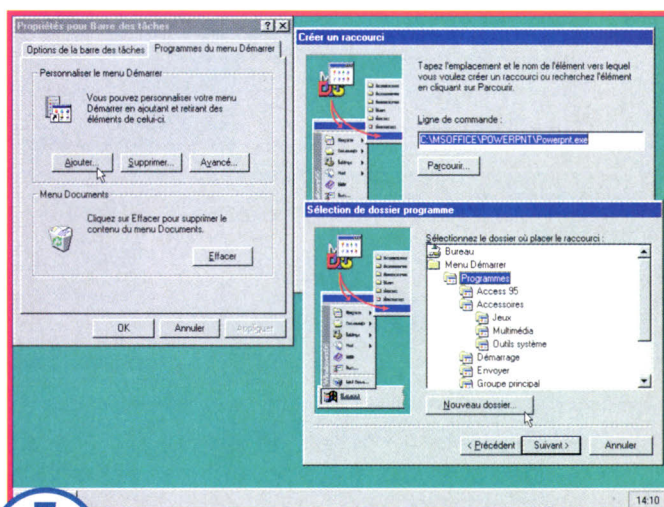 Propriétés pour Barre des tâches
Options de la barre des tâches
Programmes du menu Démarrer
Personnaliser le menu Démarrer
Vous pouvez personnaliser votre menu
Démarrer en ajoutant et retirant des
éléments de celui-ci.
Ajouter...
Supprimer...
Avancé...
Menu Documents
Cliquez sur Effacer pour supprimer le
contenu du menu Documents.
Effacer
OK
Annuler
Appliquer
Créer un raccourci
Tapez l'emplacement et le nom de l'élément vers lequel
vous voulez créer un raccourci ou recherchez l'élément
en cliquant sur Parcourir.
Ligne de commande :
C:\MSOFFICE\POWERPNT\Powerpnt.exe
Parcourir...
Sélection de dossier programme
Sélectionnez le dossier où placer le raccourci :
Bureau
Menu Démarrer
Programmes
Access 95
Accessoires
Jeux
Multimédia
Outils système
Démarrage
Envoyer
Groupe principal
Nouveau dossier...
< Précédent
Suivant >
Annuler
14:10